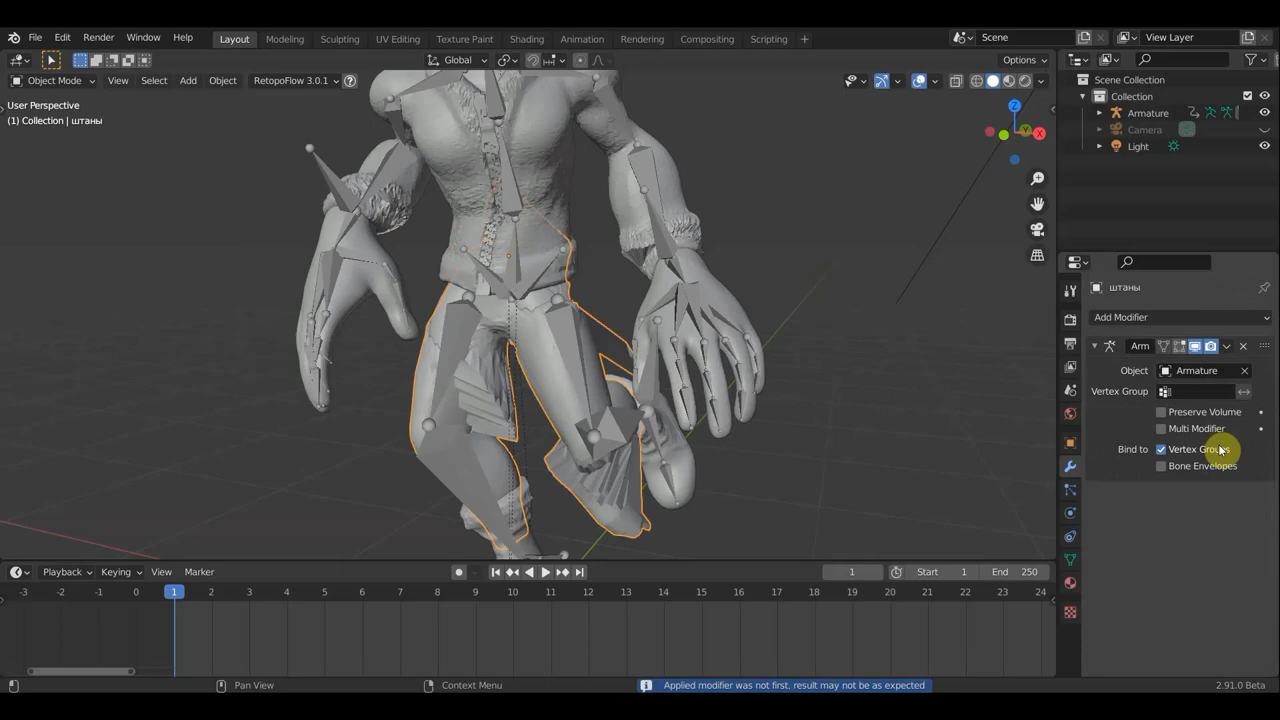 File Edit Render Window Help Layout Modeling Sculpting UV Editing Texture Paint Shading Animation Rendering Compositing Scripting + Scene View Layer
Global Options
Object Mode View Select Add Object RetopoFlow 3.0.1
User Perspective
(1) Collection | штаны
Z
X
Y
Scene Collection
Collection
Armature
Camera
Light
штаны
Add Modifier
Arm
Object Armature
Vertex Group
Preserve Volume
Multi Modifier
Bind to Vertex Groups
Bone Envelopes
Playback Keying View Marker 1 Start 1 End 250
-3 -2 -1 0 1 2 3 4 5 6 7 8 9 10 11 12 13 14 15 16 17 18 19 20 21 22 23 24
Pan View Context Menu Applied modifier was not first, result may not be as expected 2.91.0 Beta